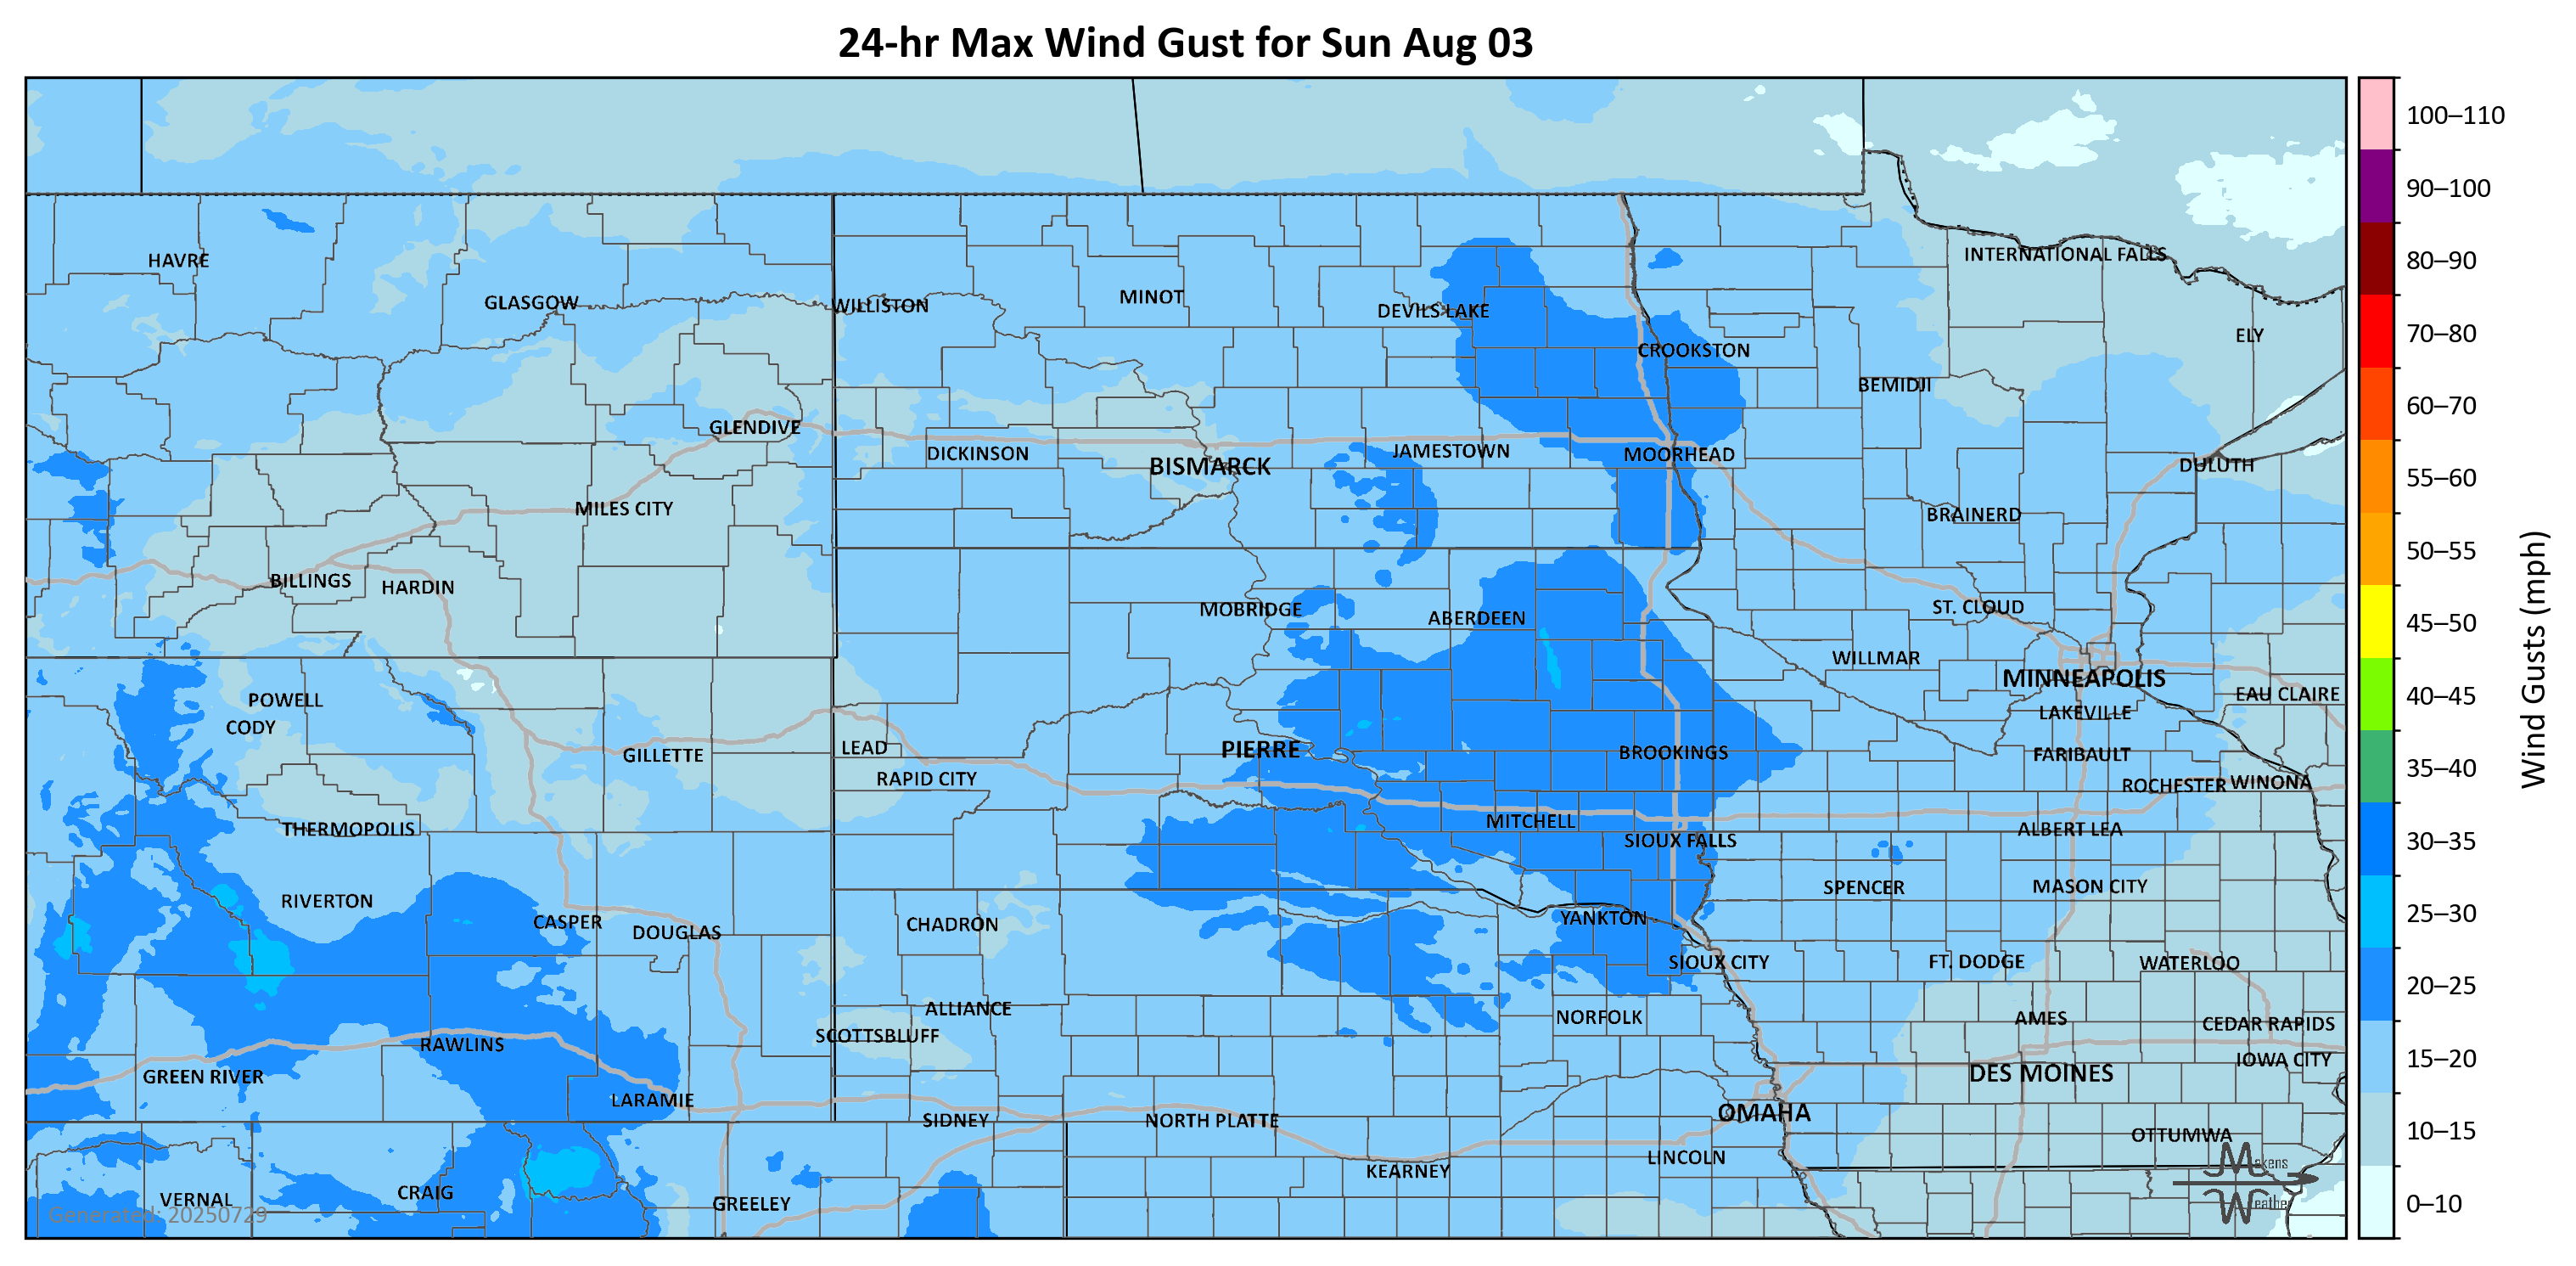 24-hr Max Wind Gust for Sun Aug 03
100–110
90–100
80–90
70–80
60–70
55–60
50–55
45–50
40–45
35–40
30–35
25–30
20–25
15–20
10–15
0–10
Wind Gusts (mph)
HAVRE
GLASGOW
WILLISTON
MINOT
DEVILS LAKE
CROOKSTON
INTERNATIONAL FALLS
ELY
BEMIDJI
GLENDIVE
DICKINSON
BISMARCK
JAMESTOWN
MOORHEAD
DULUTH
MILES CITY
BRAINERD
BILLINGS
HARDIN
MOBRIDGE
ABERDEEN
ST. CLOUD
WILLMAR
MINNEAPOLIS
EAU CLAIRE
POWELL
CODY
LAKEVILLE
GILLETTE
LEAD
PIERRE
BROOKINGS
FARIBAULT
RAPID CITY
ROCHESTER
WINONA
THERMOPOLIS
MITCHELL
ALBERT LEA
SIOUX FALLS
RIVERTON
SPENCER
MASON CITY
CASPER
DOUGLAS
CHADRON
YANKTON
SIOUX CITY
FT. DODGE
WATERLOO
ALLIANCE
NORFOLK
AMES
CEDAR RAPIDS
SCOTTSBLUFF
RAWLINS
IOWA CITY
GREEN RIVER
DES MOINES
LARAMIE
OMAHA
SIDNEY
NORTH PLATTE
OTTUMWA
LINCOLN
KEARNEY
VERNAL
CRAIG
GREELEY
Generated: 20250729
Makens
Weather